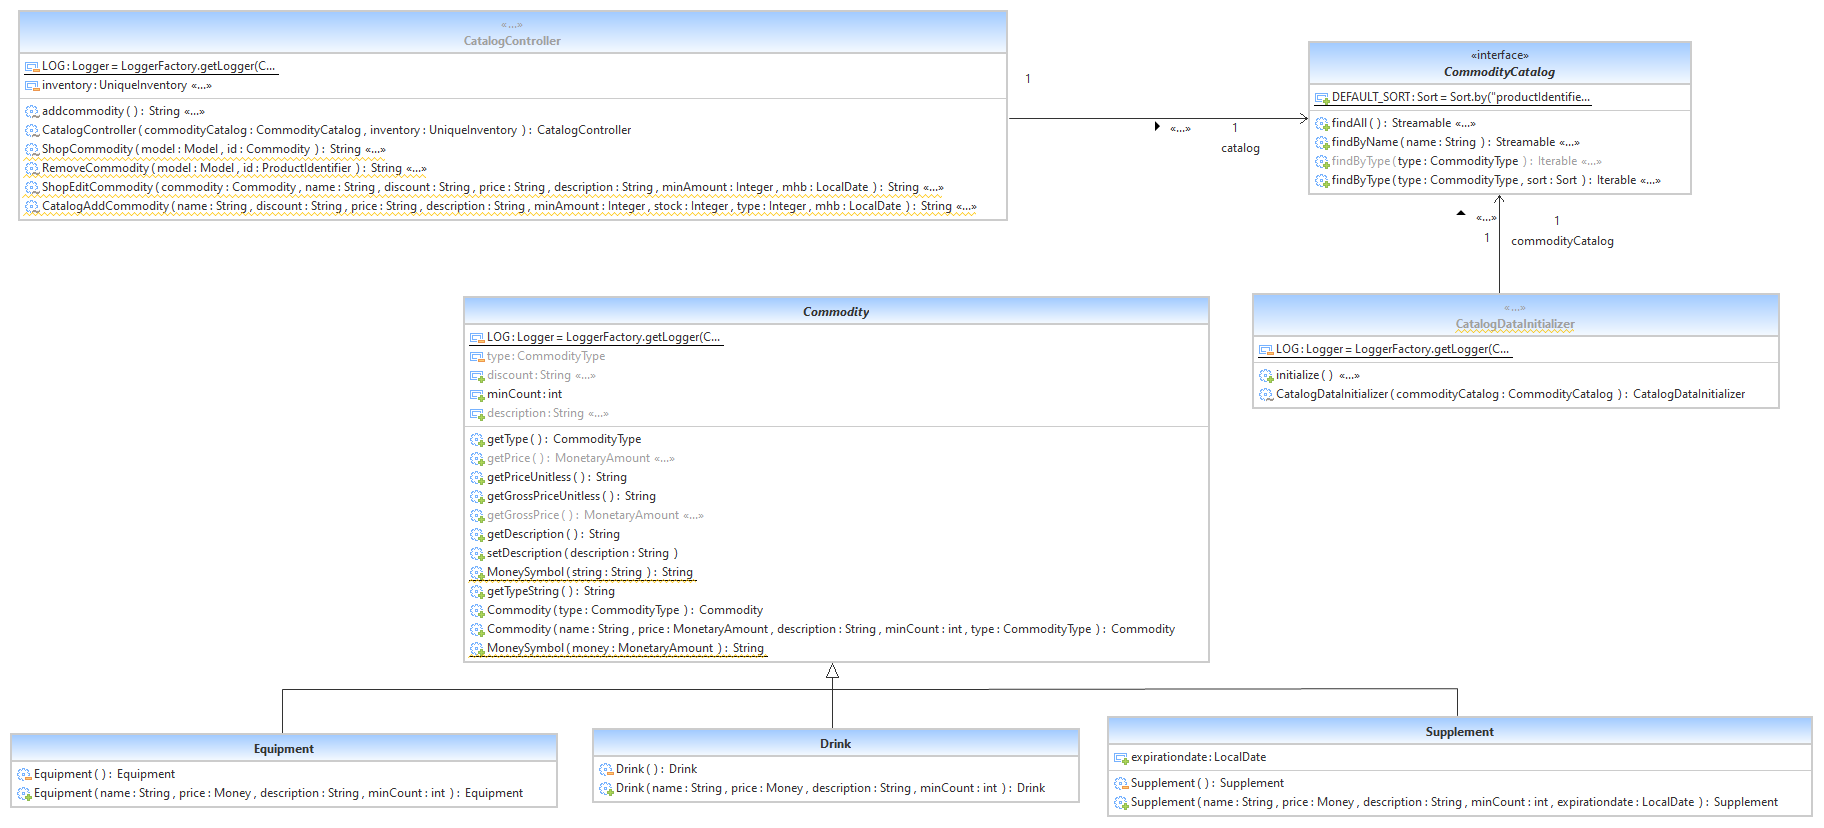 «...»
CatalogController
LOG : Logger = LoggerFactory.getLogger(C...
inventory : UniqueInventory «...»
addcommodity ( ) : String «...»
CatalogController ( commodityCatalog : CommodityCatalog , inventory : UniqueInventory ) : CatalogController
ShopCommodity ( model : Model , id : Commodity ) : String «...»
RemoveCommodity ( model : Model , id : ProductIdentifier ) : String «...»
ShopEditCommodity ( commodity : Commodity , name : String , discount : String , price : String , description : String , minAmount : Integer , mhb : LocalDate ) : String «...»
CatalogAddCommodity ( name : String , discount : String , price : String , description : String , minAmount : Integer , stock : Integer , type : Integer , mhb : LocalDate ) : String «...»
1
«...»
1
catalog
«interface»
CommodityCatalog
DEFAULT_SORT : Sort = Sort.by("productIdentifie...
findAll ( ) : Streamable «...»
findByName ( name : String ) : Streamable «...»
findByType ( type : CommodityType ) : Iterable «...»
findByType ( type : CommodityType , sort : Sort ) : Iterable «...»
«...»
1
1
commodityCatalog
«...»
CatalogDataInitializer
LOG : Logger = LoggerFactory.getLogger(C...
initialize ( ) «...»
CatalogDataInitializer ( commodityCatalog : CommodityCatalog ) : CatalogDataInitializer
Commodity
LOG : Logger = LoggerFactory.getLogger(C...
type : CommodityType
discount : String «...»
minCount : int
description : String «...»
getType ( ) : CommodityType
getPrice ( ) : MonetaryAmount «...»
getPriceUnitless ( ) : String
getGrossPriceUnitless ( ) : String
getGrossPrice ( ) : MonetaryAmount «...»
getDescription ( ) : String
setDescription ( description : String )
MoneySymbol ( string : String ) : String
getTypeString ( ) : String
Commodity ( type : CommodityType ) : Commodity
Commodity ( name : String , price : MonetaryAmount , description : String , minCount : int , type : CommodityType ) : Commodity
MoneySymbol ( money : MonetaryAmount ) : String
Equipment
Equipment ( ) : Equipment
Equipment ( name : String , price : Money , description : String , minCount : int ) : Equipment
Drink
Drink ( ) : Drink
Drink ( name : String , price : Money , description : String , minCount : int ) : Drink
Supplement
expirationdate : LocalDate
Supplement ( ) : Supplement
Supplement ( name : String , price : Money , description : String , minCount : int , expirationdate : LocalDate ) : Supplement